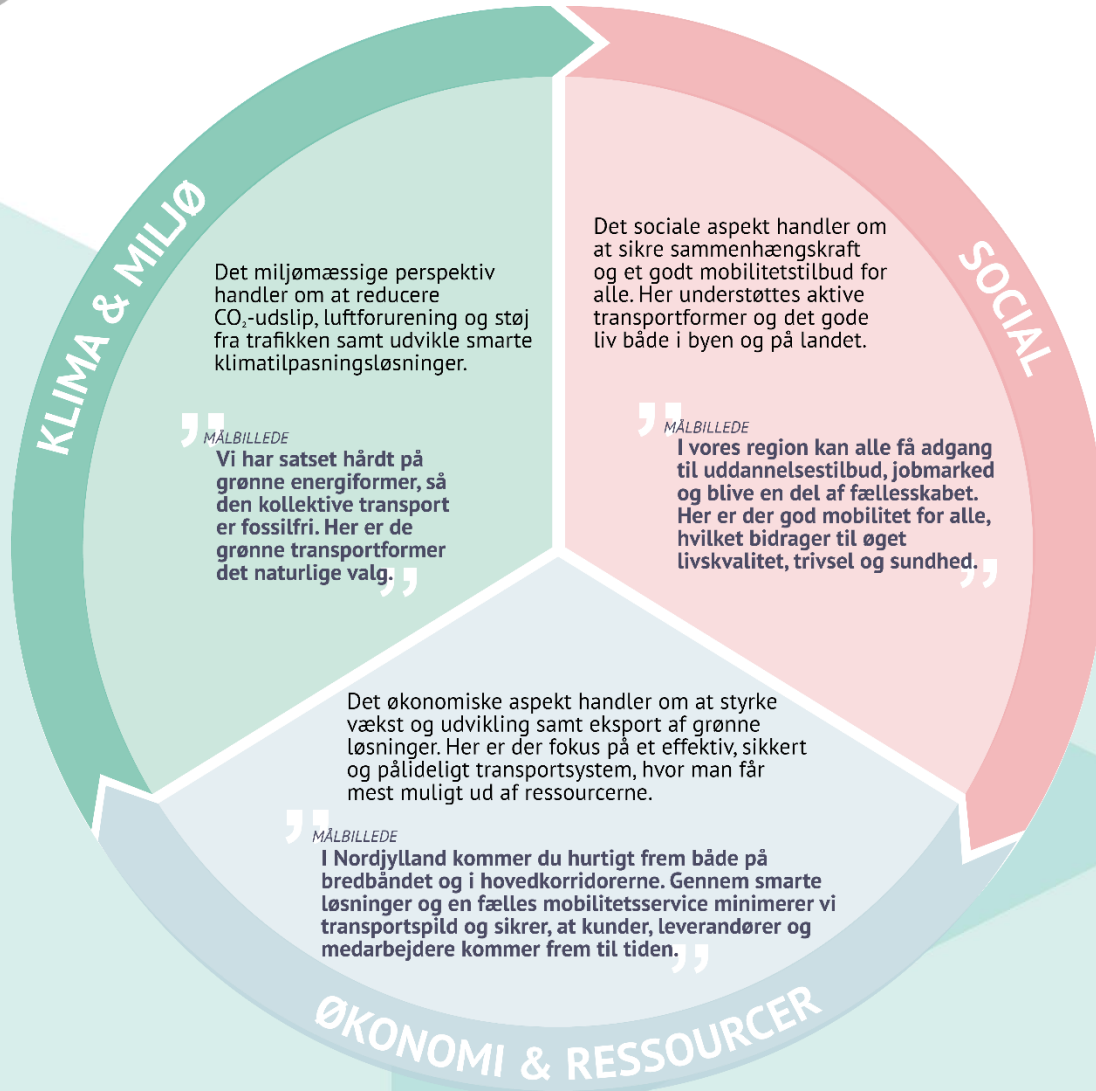 KLIMA & MILJØ
Det miljømæssige perspektiv
handler om at reducere
CO₂-udslip, luftforurening og støj
fra trafikken samt udvikle smarte
klimatilpasningsløsninger.
”
MÅLBILLEDE
Vi har satset hårdt på
grønne energiformer, så
den kollektive transport
er fossilfri. Her er de
grønne transportformer
det naturlige valg.
”
SOCIAL
Det sociale aspekt handler om
at sikre sammenhængskraft
og et godt mobilitetstilbud for
alle. Her understøttes aktive
transportformer og det gode
liv både i byen og på landet.
”
MÅLBILLEDE
I vores region kan alle få adgang
til uddannelsestilbud, jobmarked
og blive en del af fællesskabet.
Her er der god mobilitet for alle,
hvilket bidrager til øget
livskvalitet, trivsel og sundhed.
”
Det økonomiske aspekt handler om at styrke
vækst og udvikling samt eksport af grønne
løsninger. Her er der fokus på et effektiv, sikkert
og pålideligt transportsystem, hvor man får
mest muligt ud af ressourcerne.
”
MÅLBILLEDE
I Nordjylland kommer du hurtigt frem både på
bredbåndet og i hovedkorridorerne. Gennem smarte
løsninger og en fælles mobilitetsservice minimerer vi
transportspild og sikrer, at kunder, leverandører og
medarbejdere kommer frem til tiden.
”
ØKONOMI & RESSOURCER